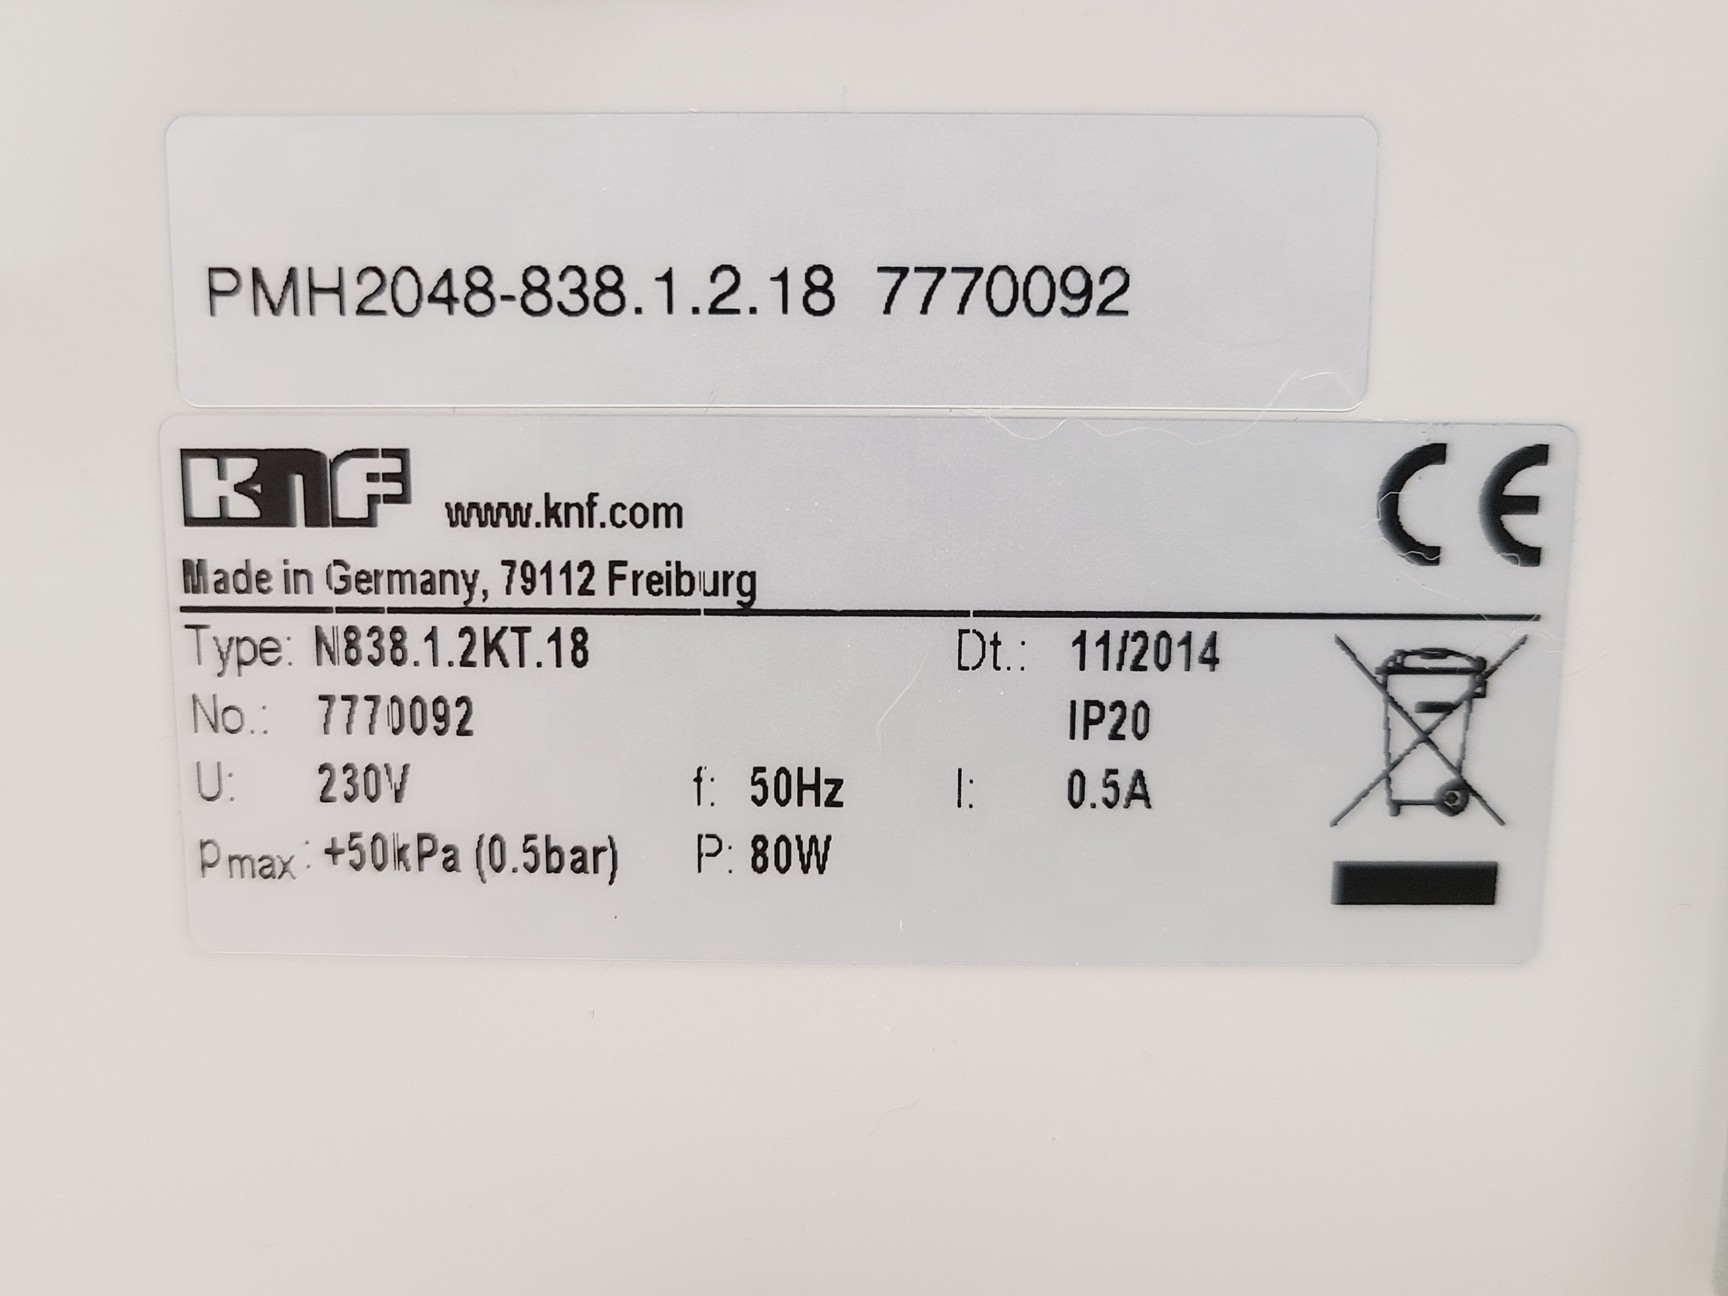 PMH2048-838.1.2.18 7770092
KNF www.knf.com CE
Made in Germany, 79112 Freiburg
Type: N838.1.2KT.18 Dt.: 11/2014
No.: 7770092 IP20
U: 230V f: 50Hz I: 0.5A
pmax: +50kPa (0.5bar) P: 80W